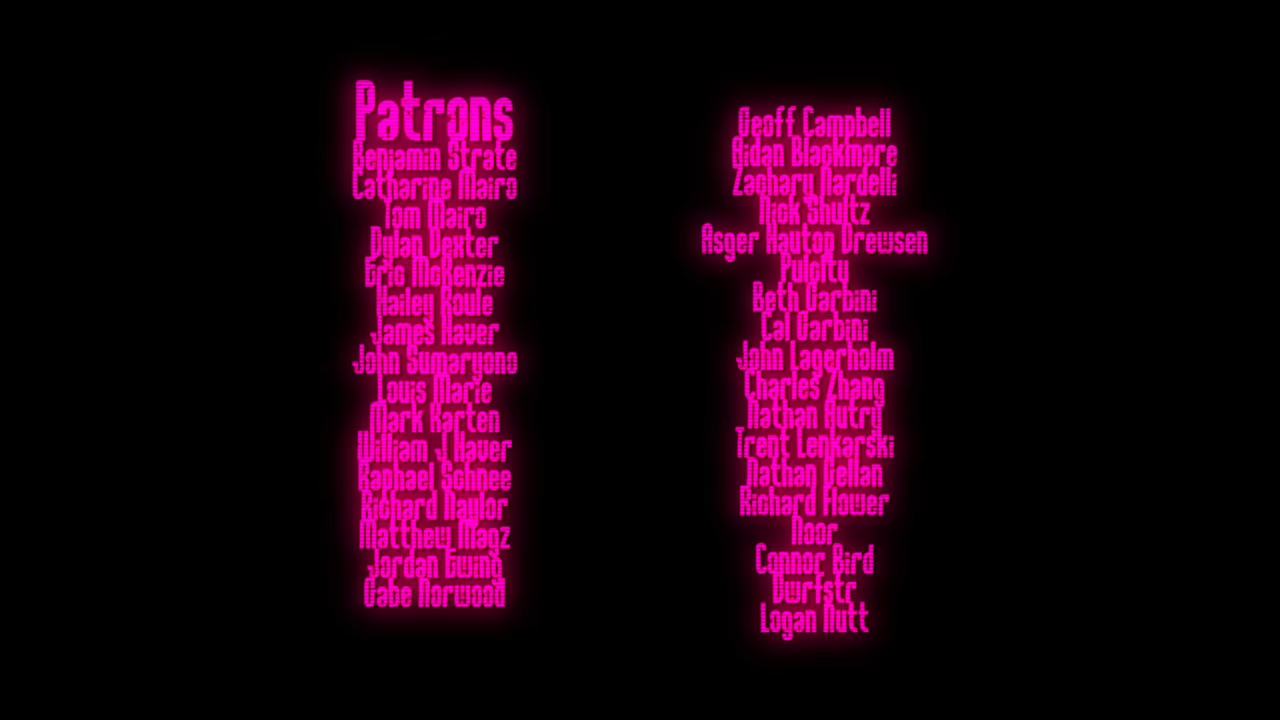 Patrons
Benjamin Strate
Catharine Mairo
Tom Mairo
Dylan Dexter
Eric McKenzie
Hailey Roule
James Haver
John Sumaryono
Louis Marie
Mark Karten
William J Haver
Raphael Schnee
Richard Naylor
Matthew Magz
Jordan Ewing
Gabe Norwood
Geoff Campbell
Aidan Blackmore
Zachary Nardelli
Nick Shultz
Asger Hautop Drewsen
Pulcity
Beth Garbini
Cal Garbini
John Lagerholm
Charles Zhang
Nathan Autry
Trent Lenkarski
Nathan
Richard Hower
Noor
Connor Bird
Dwrfstr
Logan Nutt